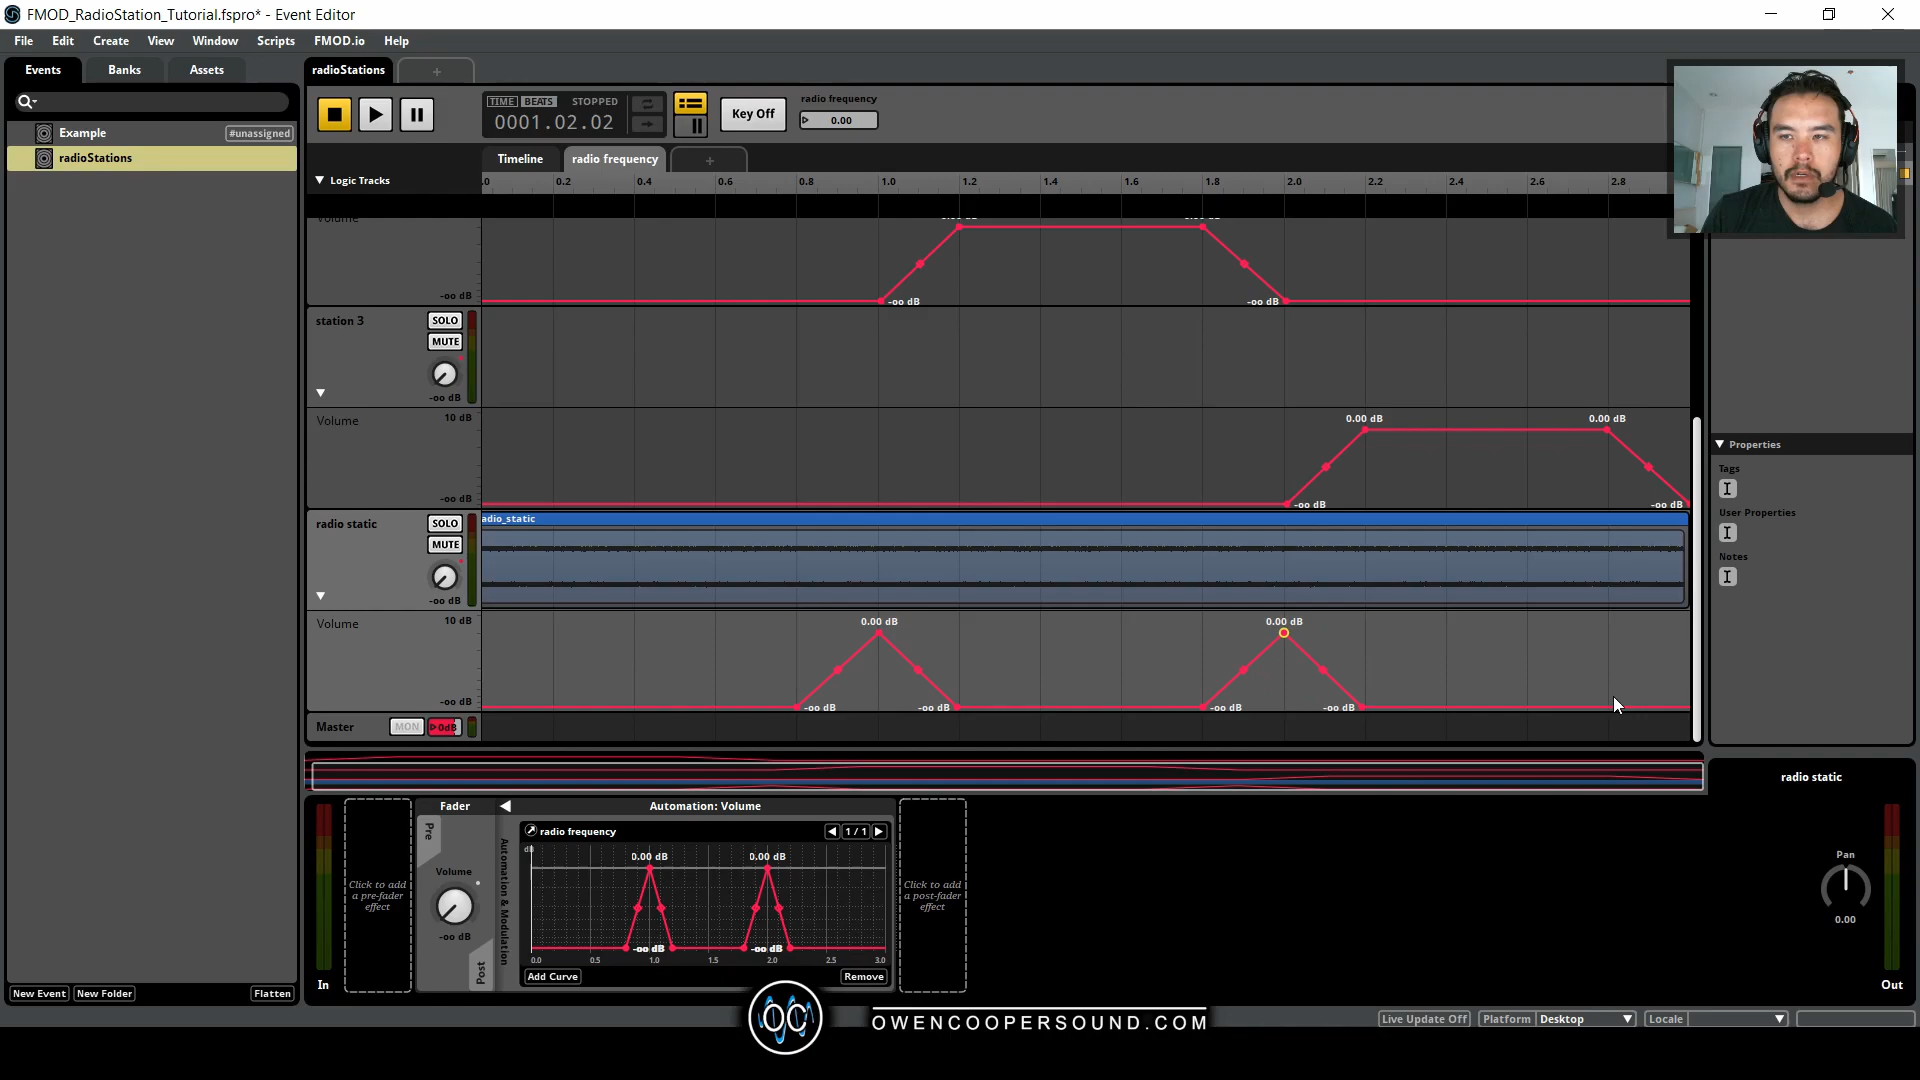 FMOD_RadioStation_Tutorial.fspro* - Event Editor
File Edit Create View Window Scripts FMOD.io Help
Events Banks Assets
radioStations +
Example #unassigned
radioStations
TIME BEATS STOPPED
0001.02.02
Key Off
radio frequency
0.00
Timeline radio frequency +
Logic Tracks
0.2 0.4 0.6 0.8 1.0 1.2 1.4 1.6 1.8 2.0 2.2 2.4 2.6 2.8
Volume
-oo dB -oo dB -oo dB
station 3 SOLO
MUTE
-oo dB
Volume 10 dB 0.00 dB 0.00 dB
-oo dB -oo dB -oo dB
radio static SOLO
adio_static
MUTE
-oo dB
Volume 10 dB 0.00 dB 0.00 dB
-oo dB -oo dB -oo dB -oo dB -oo dB
Master MON 0dB
Properties
Tags
User Properties
Notes
radio static
Fader Automation: Volume
Pre
Automation & Modulation
radio frequency 1 / 1
dB
0.00 dB 0.00 dB
Click to add
a pre-fader
effect
Volume
-oo dB
Post
-oo dB -oo dB
0.0 0.5 1.0 1.5 2.0 2.5 3.0
Add Curve Remove
Click to add
a post-fader
effect
Pan
0.00
In Out
New Event New Folder Flatten
OC OWENCOOPERSOUND.COM
Live Update Off Platform Desktop Locale